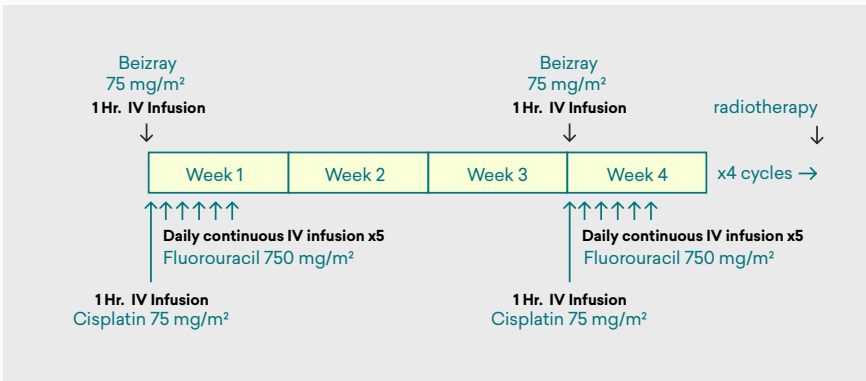 Beizray
75 mg/m²
1 Hr. IV Infusion
Beizray
75 mg/m²
1 Hr. IV Infusion
radiotherapy
Week 1
Week 2
Week 3
Week 4
x4 cycles →
Daily continuous IV infusion x5
Fluorouracil 750 mg/m²
Daily continuous IV infusion x5
Fluorouracil 750 mg/m²
1 Hr. IV Infusion
Cisplatin 75 mg/m²
1 Hr. IV Infusion
Cisplatin 75 mg/m²